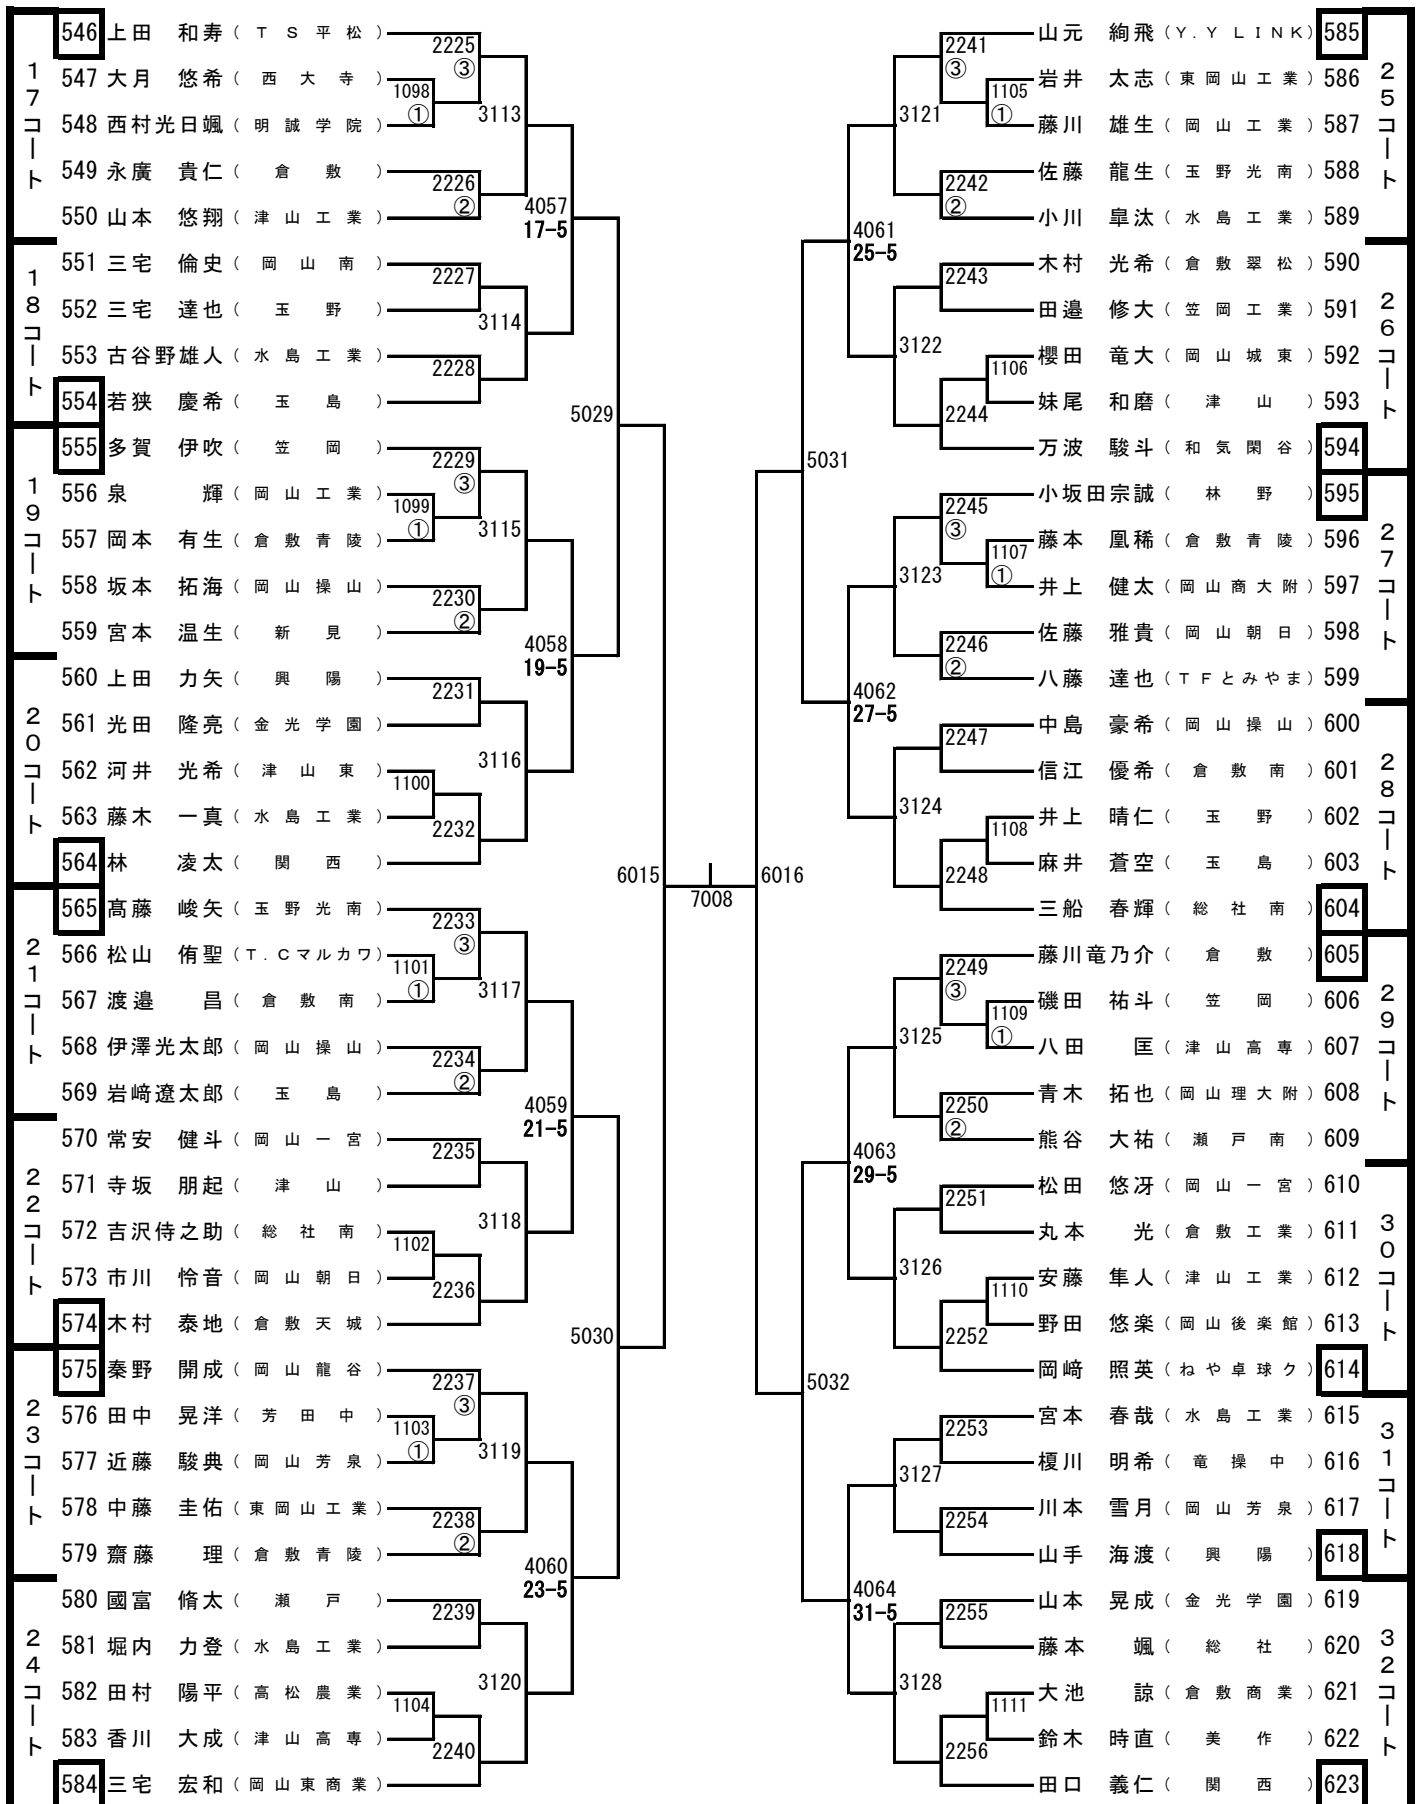 17コート
546 上田 和寿 (TS平松)
547 大月 悠希 (西大寺)
548 西村光日颯 (明誠学院)
549 永廣 貴仁 (倉敷)
550 山本 悠翔 (津山工業)
2225 ③
1098 ①
3113
2226 ②
4057
17-5
18コート
551 三宅 倫史 (岡山南)
552 三宅 達也 (玉野)
553 古谷野雄人 (水島工業)
554 若狭 慶希 (玉島)
2227
3114
2228
5029
19コート
555 多賀 伊吹 (笠岡)
556 泉 輝 (岡山工業)
557 岡本 有生 (倉敷青陵)
558 坂本 拓海 (岡山操山)
559 宮本 温生 (新見)
2229 ③
1099 ①
3115
2230 ②
4058
19-5
20コート
560 上田 力矢 (興陽)
561 光田 隆亮 (金光学園)
562 河井 光希 (津山東)
563 藤木 一真 (水島工業)
564 林 凌太 (関西)
2231
3116
1100
2232
6015
7008
21コート
565 髙藤 峻矢 (玉野光南)
566 松山 侑聖 (T.Cマルカワ)
567 渡邉 昌 (倉敷南)
568 伊澤光太郎 (岡山操山)
569 岩﨑遼太郎 (玉島)
2233 ③
1101 ①
3117
2234 ②
4059
21-5
22コート
570 常安 健斗 (岡山一宮)
571 寺坂 朋起 (津山)
572 吉沢侍之助 (総社南)
573 市川 怜音 (岡山朝日)
574 木村 泰地 (倉敷天城)
2235
3118
1102
2236
5030
23コート
575 秦野 開成 (岡山龍谷)
576 田中 晃洋 (芳田中)
577 近藤 駿典 (岡山芳泉)
578 中藤 圭佑 (東岡山工業)
579 齋藤 理 (倉敷青陵)
2237 ③
1103 ①
3119
2238 ②
4060
23-5
24コート
580 國富 脩太 (瀬戸)
581 堀内 力登 (水島工業)
582 田村 陽平 (高松農業)
583 香川 大成 (津山高専)
584 三宅 宏和 (岡山東商業)
2239
3120
1104
2240
25コート
山元 絢飛 (Y.Y LINK) 585
岩井 太志 (東岡山工業) 586
藤川 雄生 (岡山工業) 587
佐藤 龍生 (玉野光南) 588
小川 皐汰 (水島工業) 589
2241 ③
1105 ①
3121
2242 ②
4061
25-5
26コート
木村 光希 (倉敷翠松) 590
田邉 修大 (笠岡工業) 591
櫻田 竜大 (岡山城東) 592
妹尾 和磨 (津山) 593
万波 駿斗 (和気閑谷) 594
2243
3122
1106
2244
5031
27コート
小坂田宗誠 (林野) 595
藤本 凰稀 (倉敷青陵) 596
井上 健太 (岡山商大附) 597
佐藤 雅貴 (岡山朝日) 598
八藤 達也 (TFとみやま) 599
2245 ③
1107 ①
3123
2246 ②
4062
27-5
28コート
中島 豪希 (岡山操山) 600
信江 優希 (倉敷南) 601
井上 晴仁 (玉野) 602
麻井 蒼空 (玉島) 603
三船 春輝 (総社南) 604
2247
3124
1108
2248
6016
29コート
藤川竜乃介 (倉敷) 605
磯田 祐斗 (笠岡) 606
八田 匡 (津山高専) 607
青木 拓也 (岡山理大附) 608
熊谷 大祐 (瀬戸南) 609
2249 ③
1109 ①
3125
2250 ②
4063
29-5
30コート
松田 悠冴 (岡山一宮) 610
丸本 光 (倉敷工業) 611
安藤 隼人 (津山工業) 612
野田 悠楽 (岡山後楽館) 613
岡﨑 照英 (ねや卓球ク) 614
2251
3126
1110
2252
5032
31コート
宮本 春哉 (水島工業) 615
榎川 明希 (竜操中) 616
川本 雪月 (岡山芳泉) 617
山手 海渡 (興陽) 618
2253
3127
2254
4064
31-5
32コート
山本 晃成 (金光学園) 619
藤本 颯 (総社) 620
大池 諒 (倉敷商業) 621
鈴木 時直 (美作) 622
田口 義仁 (関西) 623
2255
3128
1111
2256